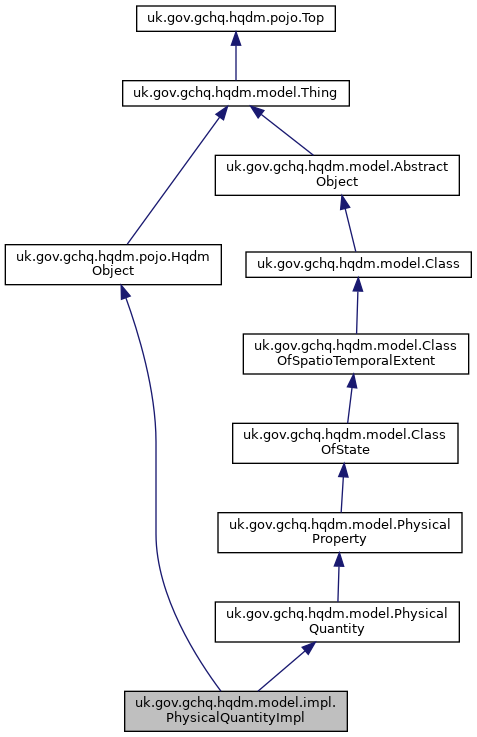 uk.gov.gchq.hqdm.pojo.Top
uk.gov.gchq.hqdm.model.Thing
uk.gov.gchq.hqdm.model.Abstract
Object
uk.gov.gchq.hqdm.pojo.Hqdm
Object
uk.gov.gchq.hqdm.model.Class
uk.gov.gchq.hqdm.model.Class
OfSpatioTemporalExtent
uk.gov.gchq.hqdm.model.Class
OfState
uk.gov.gchq.hqdm.model.Physical
Property
uk.gov.gchq.hqdm.model.Physical
Quantity
uk.gov.gchq.hqdm.model.impl.
PhysicalQuantityImpl